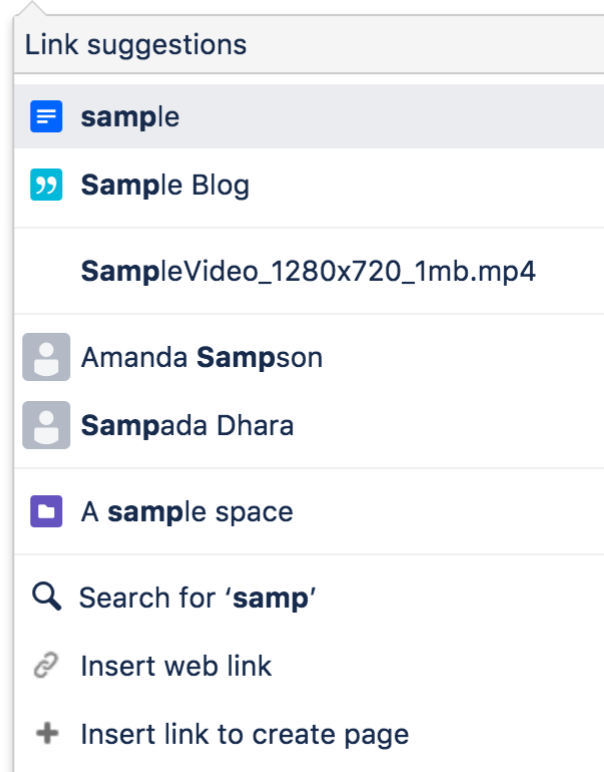 Link suggestions
sample
Sample Blog
SampleVideo_1280x720_1mb.mp4
Amanda Sampson
Sampada Dhara
A sample space
Search for ‘samp’
Insert web link
Insert link to create page